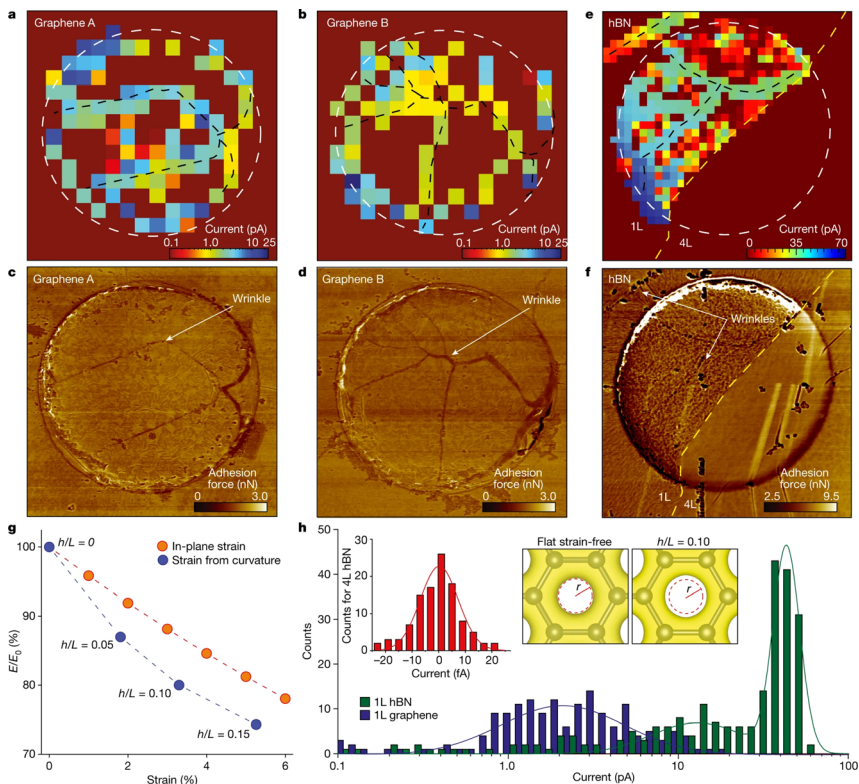 a
Graphene A
Current (pA)
0.1 1.0 10 25
b
Graphene B
Current (pA)
0.1 1.0 10 25
e
hBN
1L
4L
Current (pA)
0 35 70
c
Graphene A
Wrinkle
Adhesion
force (nN)
0 3.0
d
Graphene B
Wrinkle
Adhesion
force (nN)
0 3.0
f
hBN
Wrinkles
1L
4L
Adhesion
force (nN)
2.5 9.5
g
E/E0 (%)
100
90
80
70
h/L = 0
In-plane strain
Strain from curvature
h/L = 0.05
h/L = 0.10
h/L = 0.15
0 2 4 6
Strain (%)
h
Counts
50
40
30
20
10
0
Counts for 4L hBN
30
20
10
0
−20 −10 0 10 20
Current (fA)
Flat strain-free
r
h/L = 0.10
r
1L hBN
1L graphene
0.1 1.0 10 100
Current (pA)